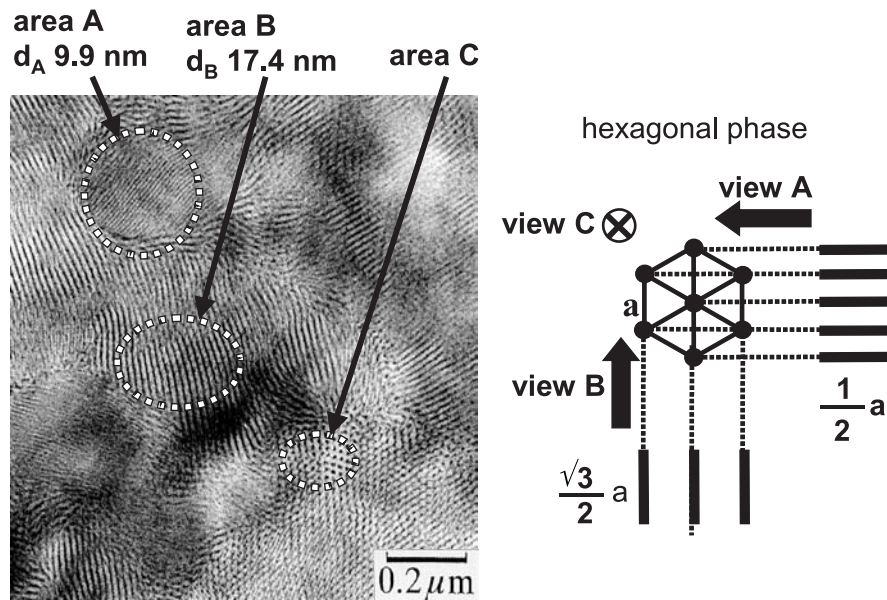 area A
d_A 9.9 nm
area B
d_B 17.4 nm
area C
0.2 μm
hexagonal phase
view A
view C
a
view B
1/2 a
√3/2 a